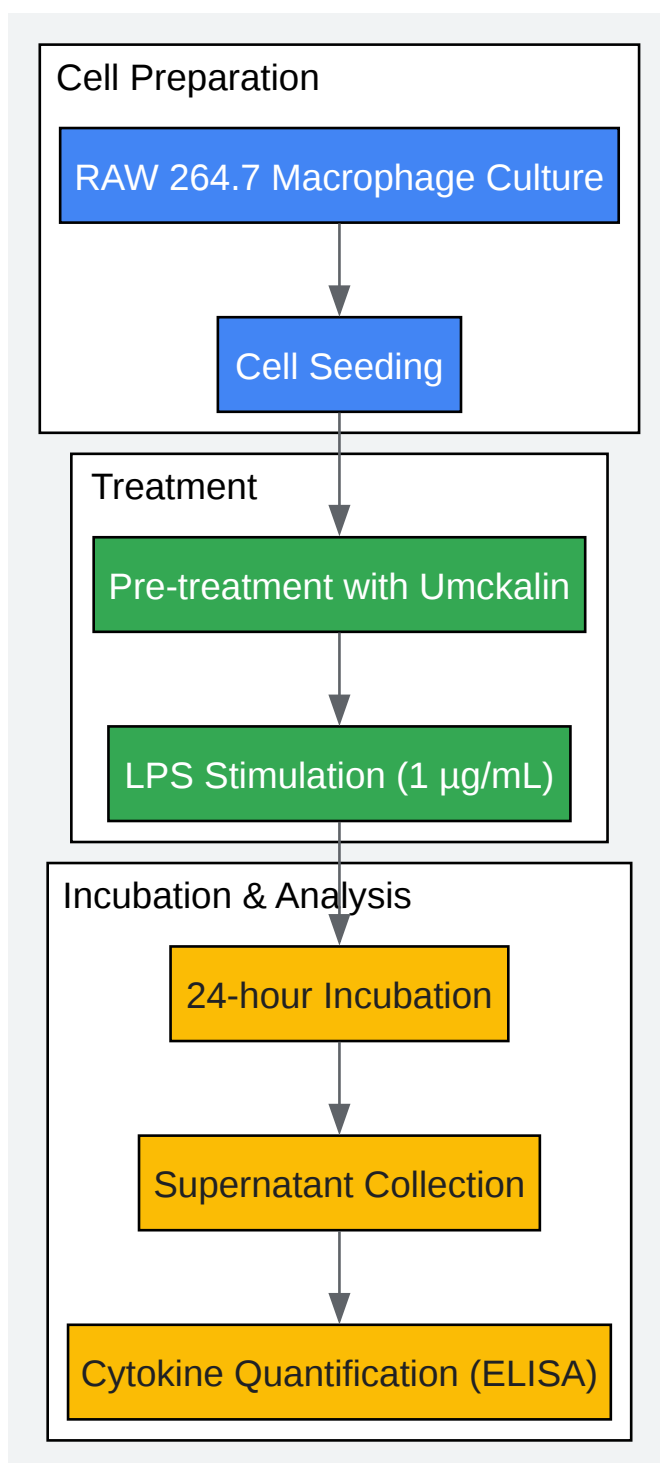 Cell Preparation
RAW 264.7 Macrophage Culture
Cell Seeding
Treatment
Pre-treatment with Umckalin
LPS Stimulation (1 µg/mL)
Incubation & Analysis
24-hour Incubation
Supernatant Collection
Cytokine Quantification (ELISA)